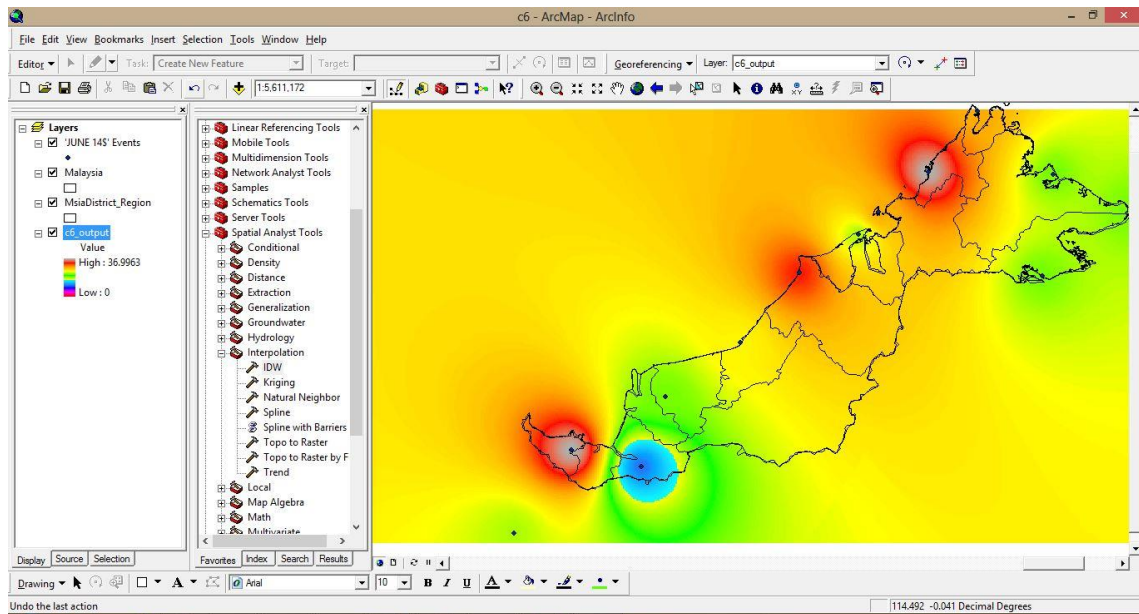 c6 - ArcMap - ArcInfo
File Edit View Bookmarks Insert Selection Tools Window Help
Editor Task: Create New Feature Target: Georeferencing Layer: c6_output
1:5,611,172
Layers
'JUNE 14$' Events
Malaysia
MsiaDistrict_Region
c6_output
Value
High : 36.9963
Low : 0
Display Source Selection
Linear Referencing Tools
Mobile Tools
Multidimension Tools
Network Analyst Tools
Samples
Schematics Tools
Server Tools
Spatial Analyst Tools
Conditional
Density
Distance
Extraction
Generalization
Groundwater
Hydrology
Interpolation
IDW
Kriging
Natural Neighbor
Spline
Spline with Barriers
Topo to Raster
Topo to Raster by F
Trend
Local
Map Algebra
Math
Multivariate
Favorites Index Search Results
Drawing A Arial 10 B I U A
Undo the last action 114.492 -0.041 Decimal Degrees